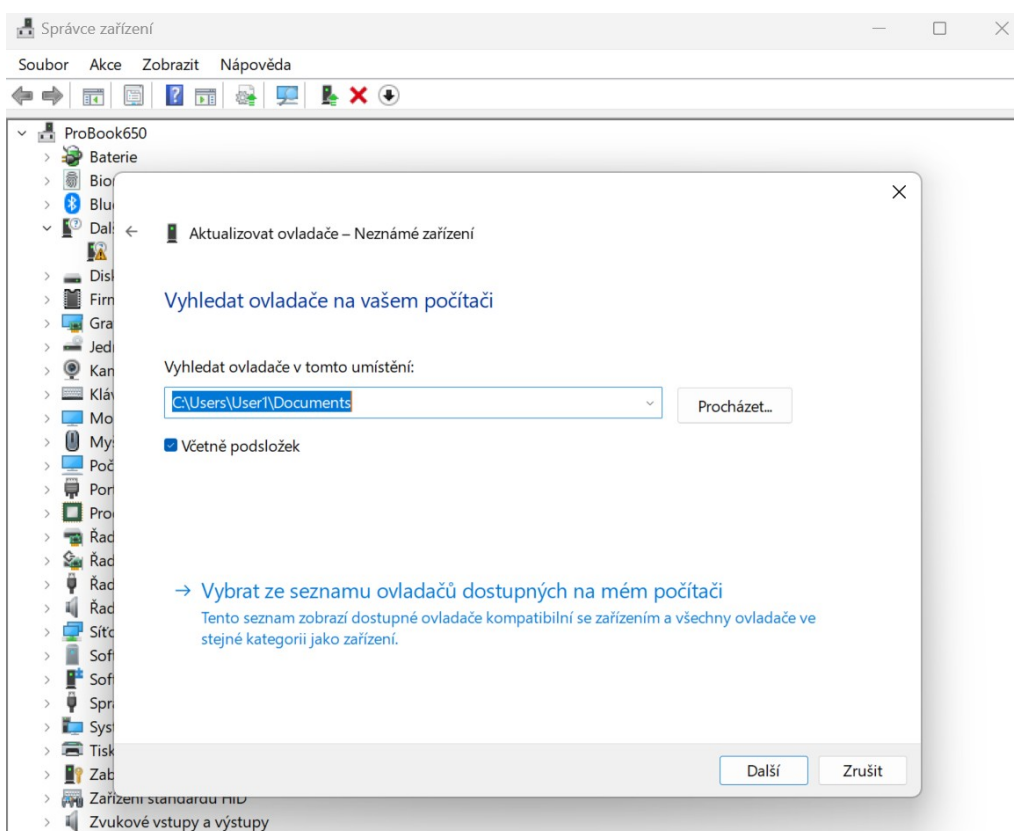 Správce zařízení
Soubor Akce Zobrazit Nápověda
ProBook650
Baterie
Aktualizovat ovladače – Neznámé zařízení
Vyhledat ovladače na vašem počítači
Vyhledat ovladače v tomto umístění:
C:\Users\User1\Documents
Procházet...
Včetně podsložek
Vybrat ze seznamu ovladačů dostupných na mém počítači
Tento seznam zobrazí dostupné ovladače kompatibilní se zařízením a všechny ovladače ve
stejné kategorii jako zařízení.
Další Zrušit
Zařízení standardu HID
Zvukové vstupy a výstupy